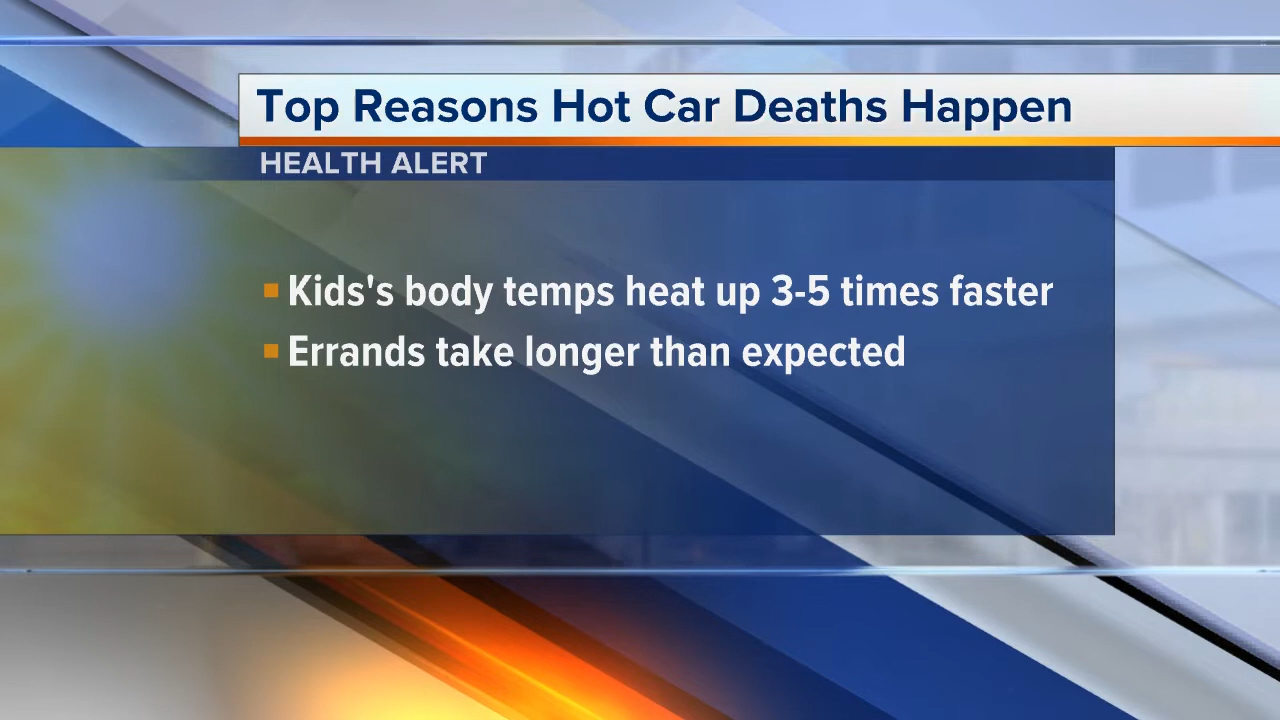 Top Reasons Hot Car Deaths Happen
HEALTH ALERT
Kids's body temps heat up 3-5 times faster
Errands take longer than expected